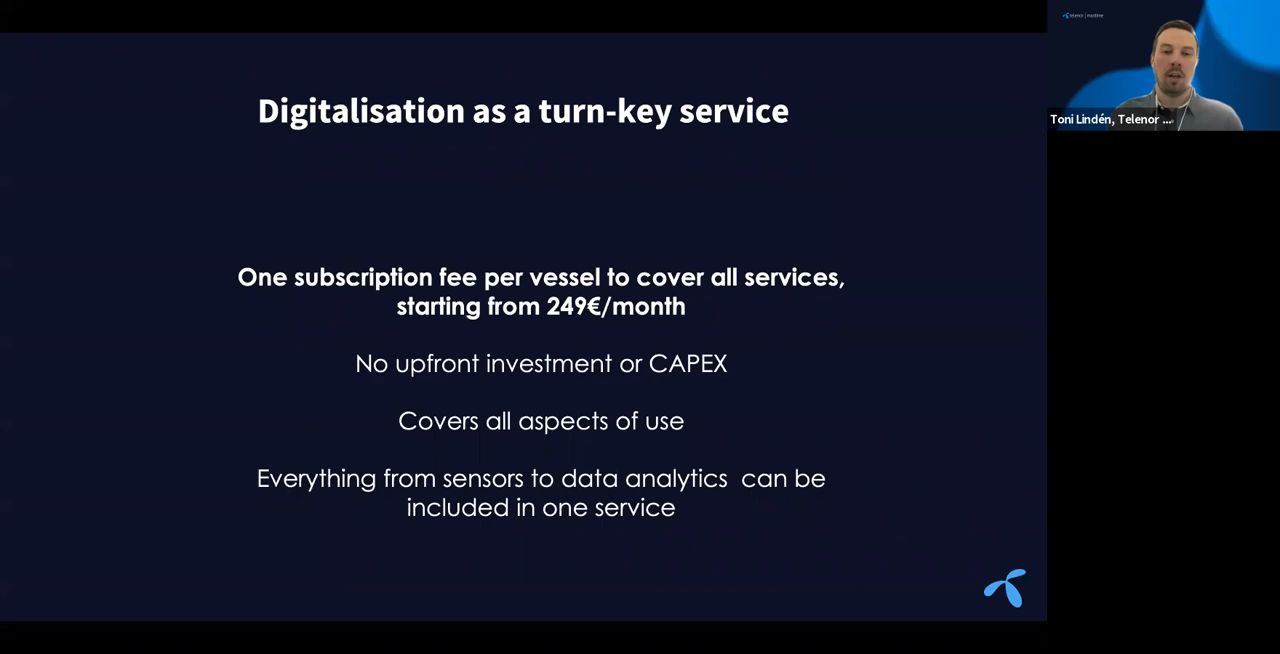 Digitalisation as a turn-key service
One subscription fee per vessel to cover all services,
starting from 249€/month
No upfront investment or CAPEX
Covers all aspects of use
Everything from sensors to data analytics  can be
included in one service
telenor | maritime
Toni Lindén, Telenor ...